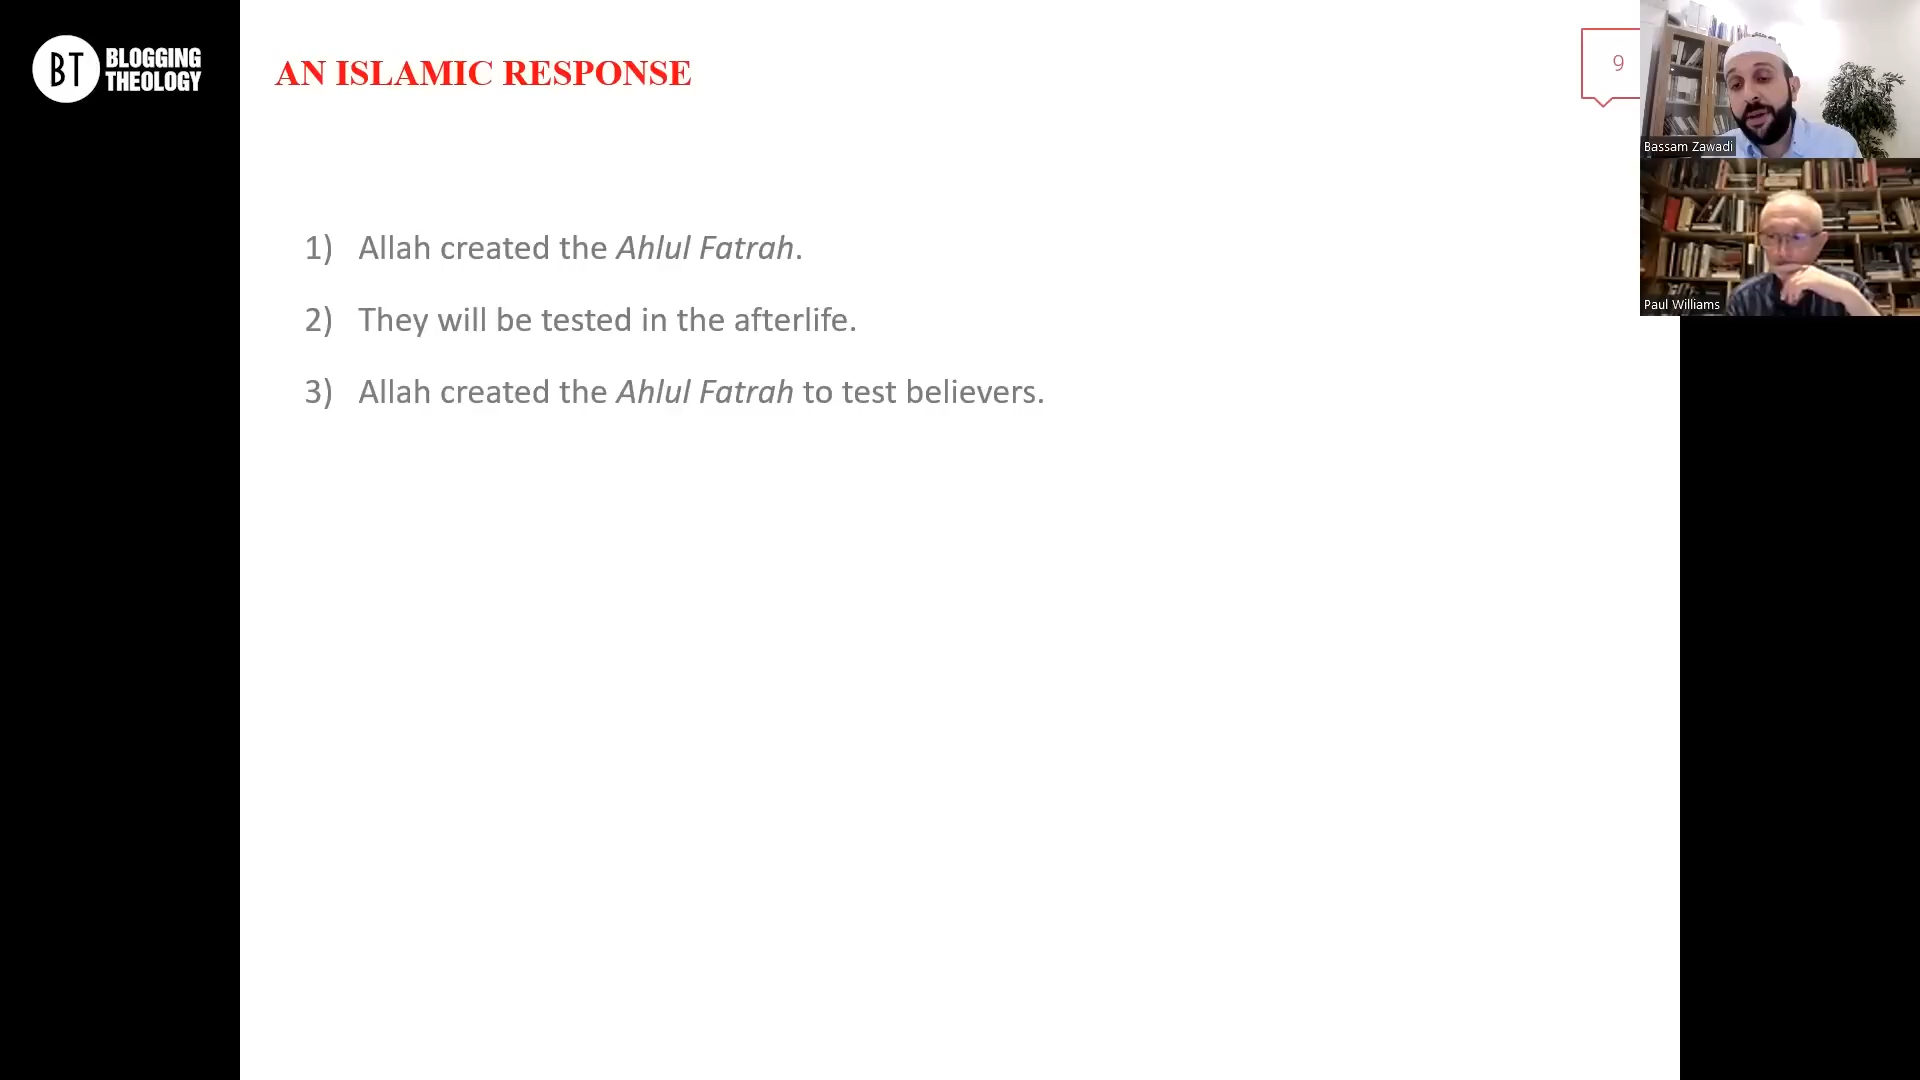 BT BLOGGING
THEOLOGY
AN ISLAMIC RESPONSE
9
Bassam Zawadi
Paul Williams
1) Allah created the Ahlul Fatrah.
2) They will be tested in the afterlife.
3) Allah created the Ahlul Fatrah to test believers.